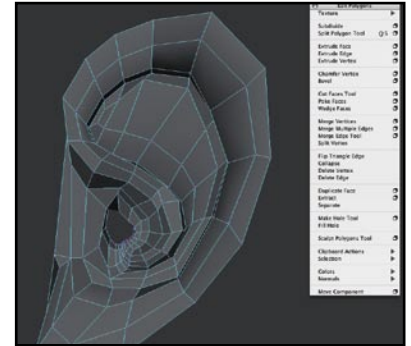 Edit Polygons
Texture
Subdivide
Split Polygon Tool
Extrude Face
Extrude Edge
Extrude Vertex
Chamfer Vertex
Bevel
Cut Faces Tool
Poke Faces
Wedge Faces
Merge Vertices
Merge Multiple Edges
Merge Edge Tool
Split Vertex
Flip Triangle Edge
Collapse
Delete Vertex
Delete Edge
Duplicate Face
Extract
Separate
Make Hole Tool
Fill Hole
Sculpt Polygons Tool
Clipboard Actions
Selection
Colors
Normals
Move Component